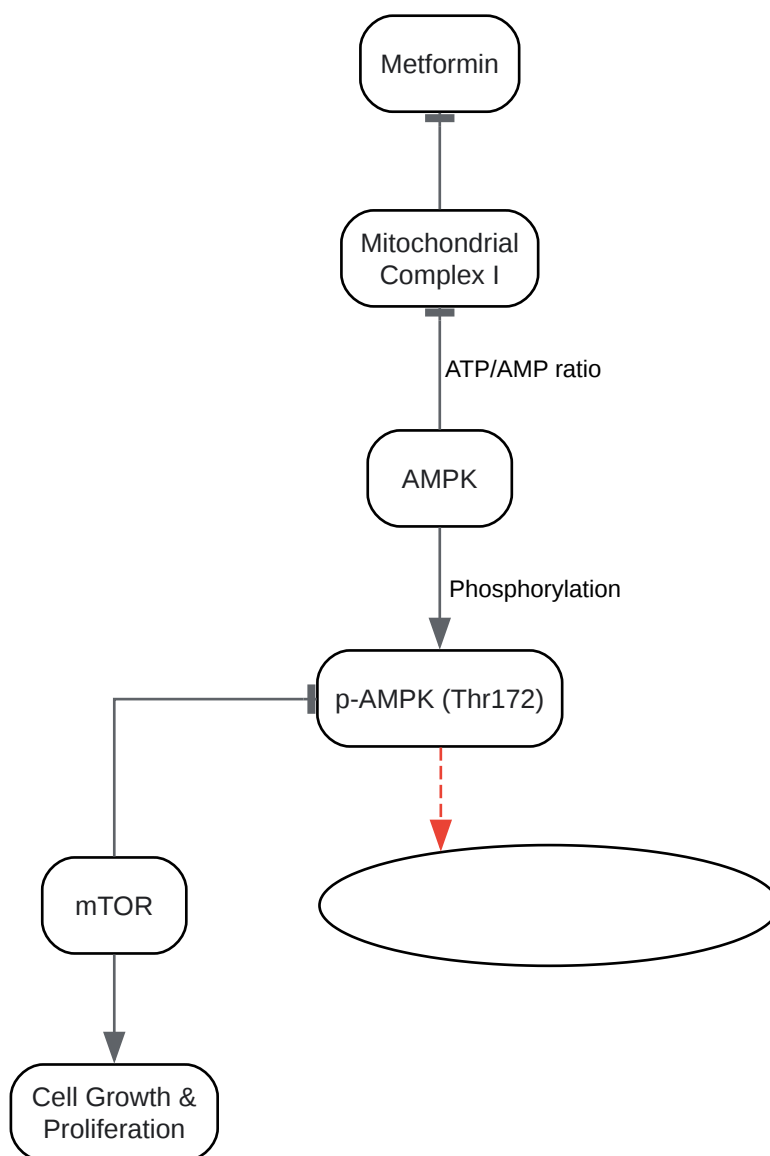 Metformin
Mitochondrial
Complex I
ATP/AMP ratio
AMPK
Phosphorylation
p-AMPK (Thr172)
mTOR
Cell Growth &
Proliferation